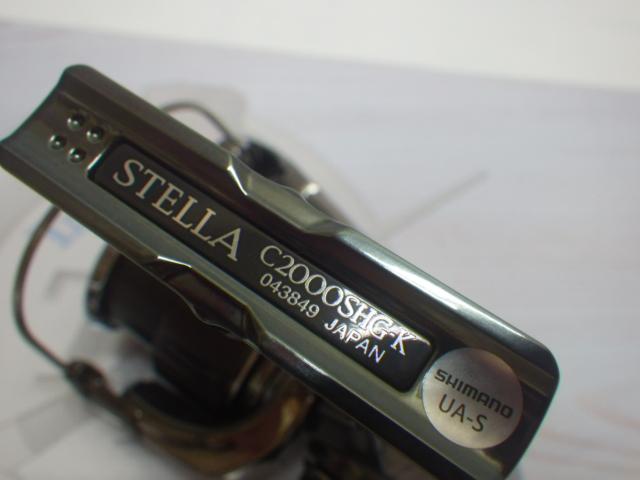 STELLA
C2000SHG-K
043849 JAPAN
SHIMANO
UA-S